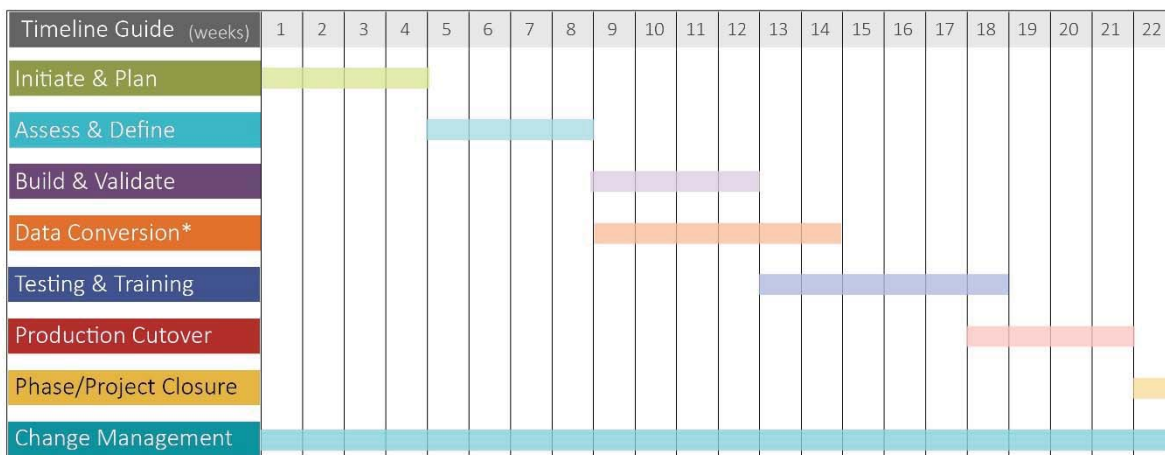 Timeline Guide (weeks) 1 2 3 4 5 6 7 8 9 10 11 12 13 14 15 16 17 18 19 20 21 22
Initiate & Plan
Assess & Define
Build & Validate
Data Conversion*
Testing & Training
Production Cutover
Phase/Project Closure
Change Management